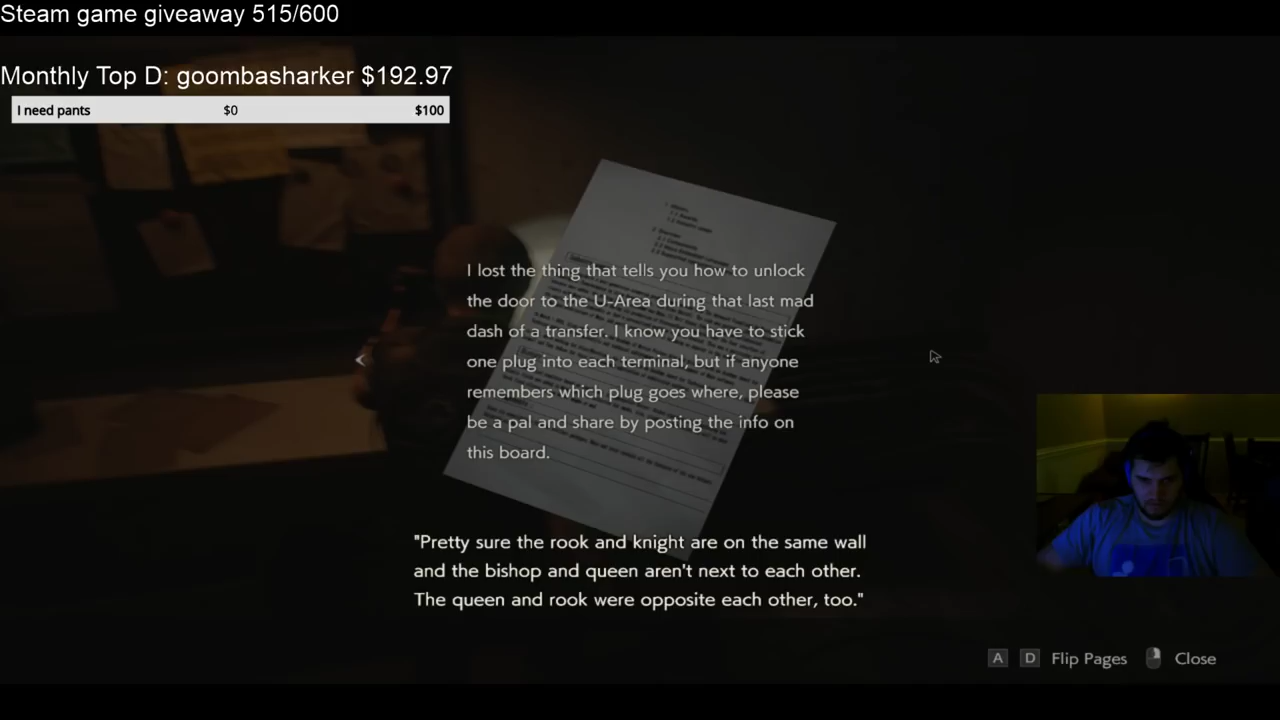 Steam game giveaway 515/600
Monthly Top D: goombasharker $192.97
I need pants $0 $100
I lost the thing that tells you how to unlock
the door to the U-Area during that last mad
dash of a transfer. I know you have to stick
one plug into each terminal, but if anyone
remembers which plug goes where, please
be a pal and share by posting the info on
this board.
"Pretty sure the rook and knight are on the same wall
and the bishop and queen aren't next to each other.
The queen and rook were opposite each other, too."
A D Flip Pages Close